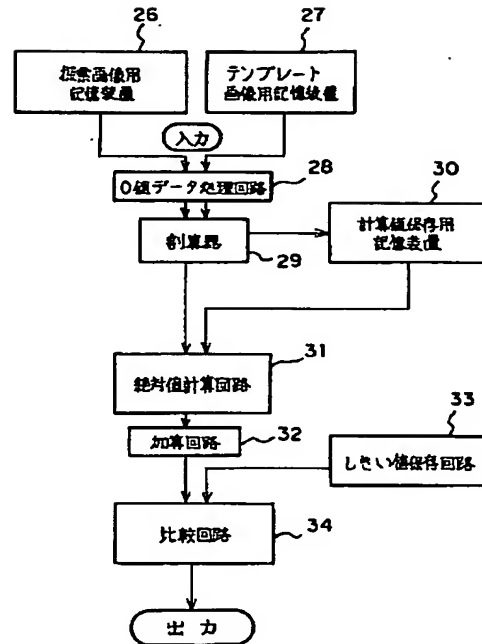 26
27
探索画像用
記憶装置
テンプレート
画像用記憶装置
入力
0値データ処理回路
28
30
割算器
29
計算値保存用
記憶装置
31
絶対値計算回路
加算回路
32
33
しきい値保存回路
比較回路
34
出力